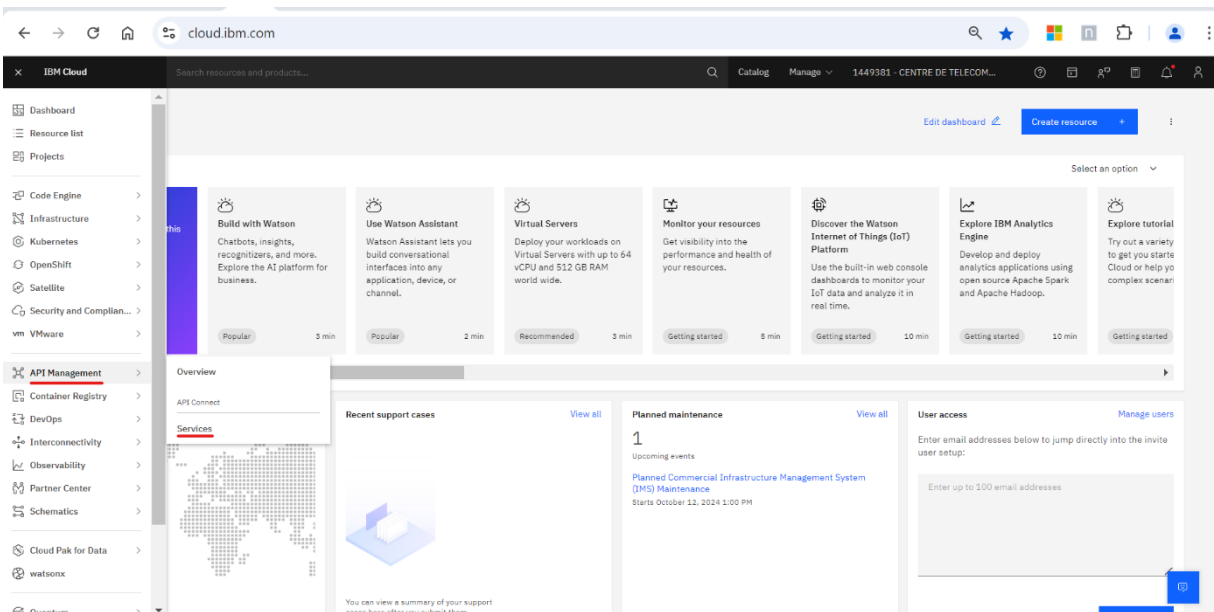 cloud.ibm.com
IBM Cloud
Search resources and products...
Catalog
Manage
1449381 - CENTRE DE TELECOM...
Dashboard
Resource list
Projects
Code Engine
Infrastructure
Kubernetes
OpenShift
Satellite
Security and Complian...
vm VMware
API Management
Container Registry
DevOps
Interconnectivity
Observability
Partner Center
Schematics
Cloud Pak for Data
watsonx
Quantum
Overview
API Connect
Services
Edit dashboard
Create resource +
Select an option
this
Build with Watson
Chatbots, insights,
recognizers, and more.
Explore the AI platform for
business.
Popular
3 min
Use Watson Assistant
Watson Assistant lets you
build conversational
interfaces into any
application, device, or
channel.
Popular
2 min
Virtual Servers
Deploy your workloads on
Virtual Servers with up to 64
vCPU and 512 GB RAM
world wide.
Recommended
3 min
Monitor your resources
Get visibility into the
performance and health of
your resources.
Getting started
5 min
Discover the Watson
Internet of Things (IoT)
Platform
Use the built-in web console
dashboards to monitor your
IoT data and analyze it in
real time.
Getting started
10 min
Explore IBM Analytics
Engine
Develop and deploy
analytics applications using
open source Apache Spark
and Apache Hadoop.
Getting started
10 min
Explore tutorial
Try out a variety
to get you starte
Cloud or help yo
complex scenari
Getting started
Recent support cases
View all
You can view a summary of your support
cases here after you submit them
Planned maintenance
View all
1
Upcoming events
Planned Commercial Infrastructure Management System
(IMS) Maintenance
Starts October 12, 2024 1:00 PM
User access
Manage users
Enter email addresses below to jump directly into the invite
user setup:
Enter up to 100 email addresses